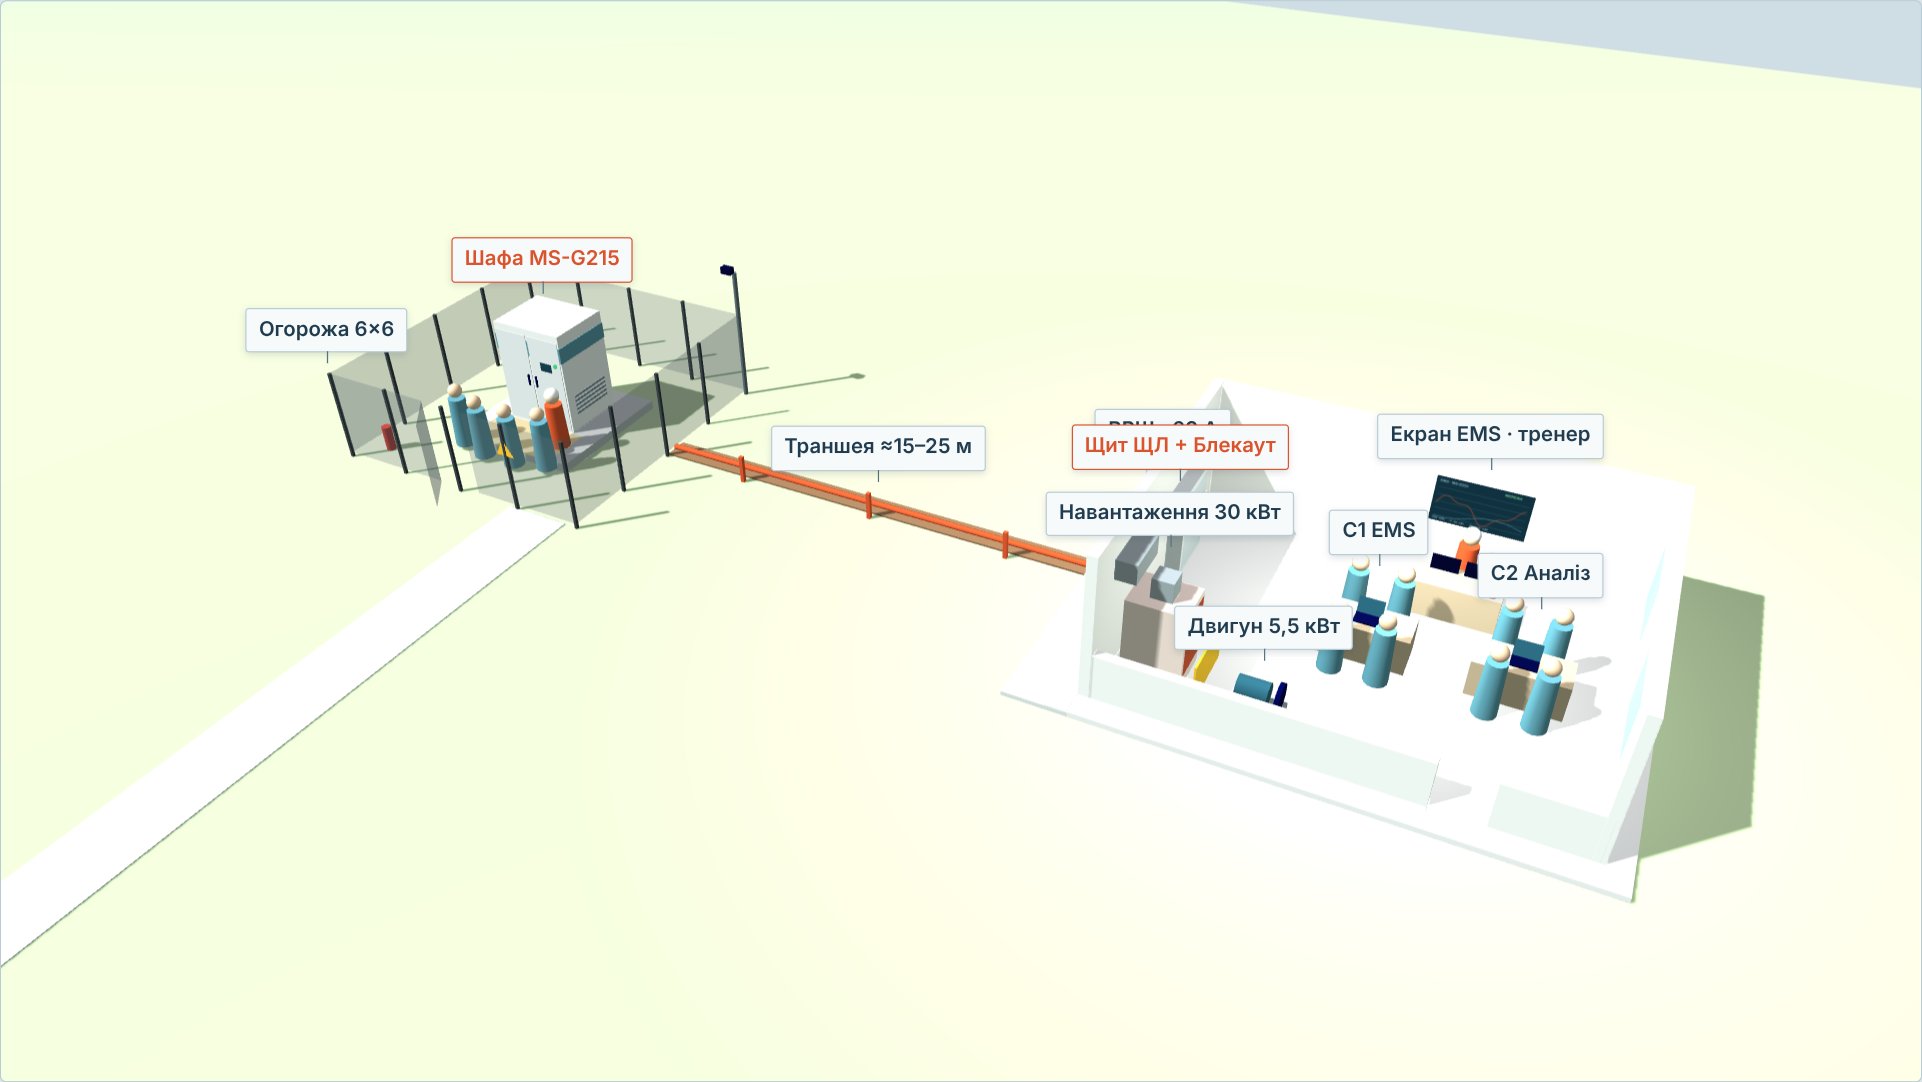 Шафа MS-G215
Огорожа 6×6
Траншея ≈15–25 м
Щит ЩЛ + Блекаут
Екран EMS · тренер
Навантаження 30 кВт
С1 EMS
С2 Аналіз
Двигун 5,5 кВт